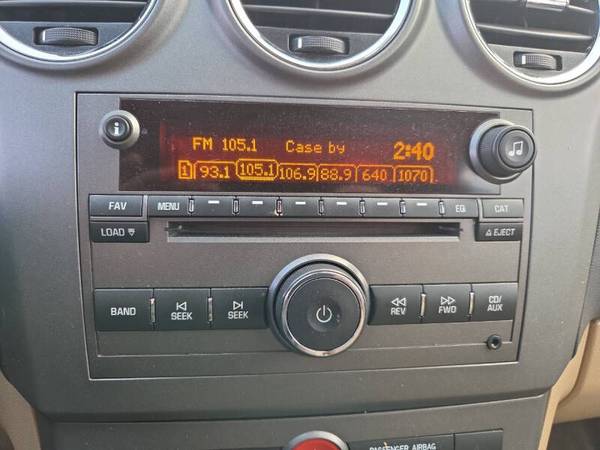 FM 105.1 Case by 2:40
1 93.1 105.1 106.9 88.9 640 1070
FAV MENU EQ CAT
LOAD EJECT
BAND SEEK SEEK REV FWD CD/AUX
PASSENGER AIRBAG